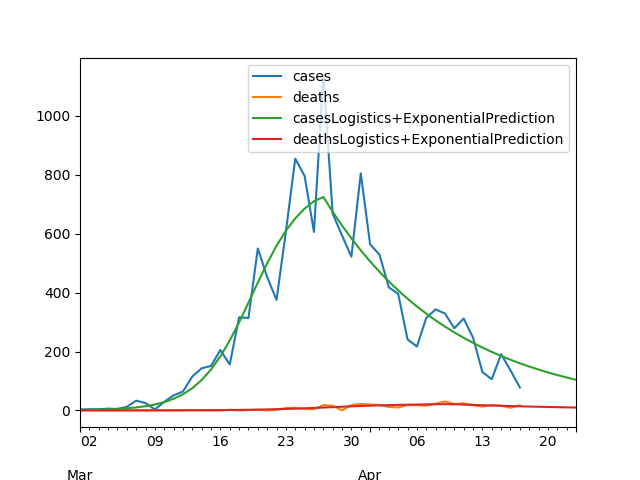 cases
deaths
casesLogistics+ExponentialPrediction
deathsLogistics+ExponentialPrediction
1000
800
600
400
200
0
02 09 16 23 30 06 13 20
Mar Apr